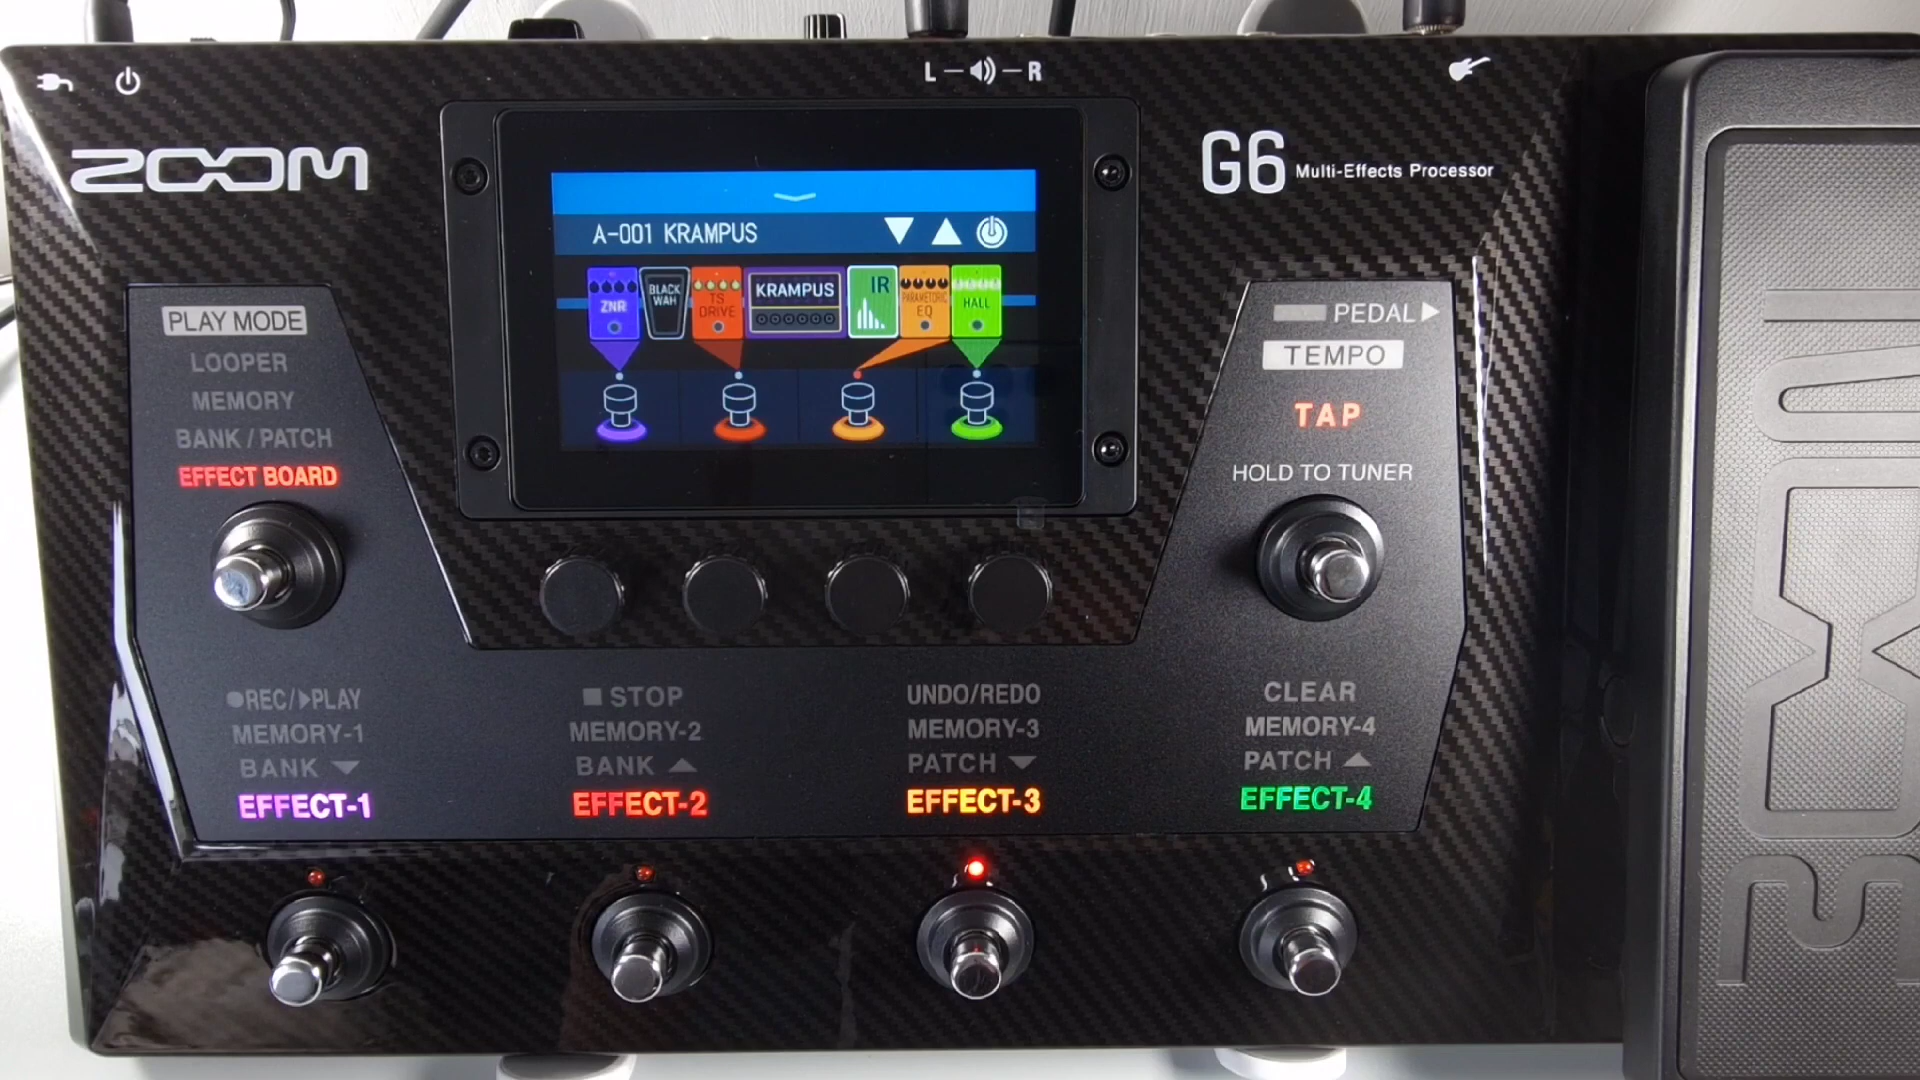 L R
ZOOM
G6 Multi-Effects Processor
A-001 KRAMPUS
ZNR
BLACK WAH
TS DRIVE
KRAMPUS
IR
PARAMETORIC EQ
HALL
PLAY MODE
LOOPER
MEMORY
BANK / PATCH
EFFECT BOARD
PEDAL
TEMPO
TAP
HOLD TO TUNER
REC/PLAY
MEMORY-1
BANK
EFFECT-1
STOP
MEMORY-2
BANK
EFFECT-2
UNDO/REDO
MEMORY-3
PATCH
EFFECT-3
CLEAR
MEMORY-4
PATCH
EFFECT-4
ZOOM